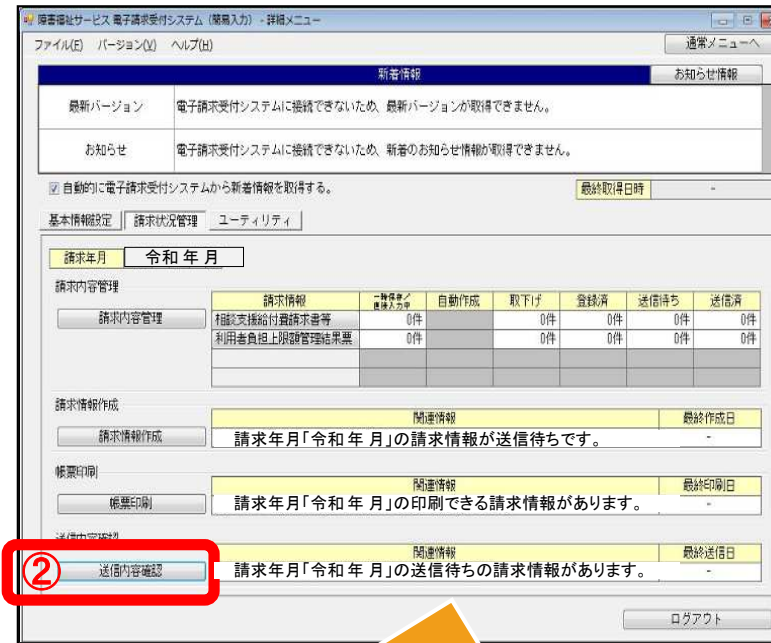 障害福祉サービス 電子請求受付システム（簡易入力） - 詳細メニュー
ファイル(F) バージョン(V) ヘルプ(H) 通常メニューへ
新着情報 お知らせ情報
最新バージョン 電子請求受付システムに接続できないため、最新バージョンが取得できません。
お知らせ 電子請求受付システムに接続できないため、新着のお知らせ情報が取得できません。
自動的に電子請求受付システムから新着情報を取得する。 最終取得日時 -
基本情報設定 請求状況管理 ユーティリティ
請求年月 令和 年 月
請求内容管理
請求情報 一時保存／直接入力中 自動作成 取下げ 登録済 送信待ち 送信済
請求内容管理 相談支援給付費請求書等 0件 0件 0件 0件 0件
利用者負担上限額管理結果票 0件 0件 0件 0件 0件
請求情報作成
関連情報 最終作成日
請求情報作成 請求年月「令和 年 月」の請求情報が送信待ちです。 -
帳票印刷
関連情報 最終印刷日
帳票印刷 請求年月「令和 年 月」の印刷できる請求情報があります。 -
送信内容確認
関連情報 最終送信日
② 送信内容確認 請求年月「令和 年 月」の送信待ちの請求情報があります。 -
ログアウト